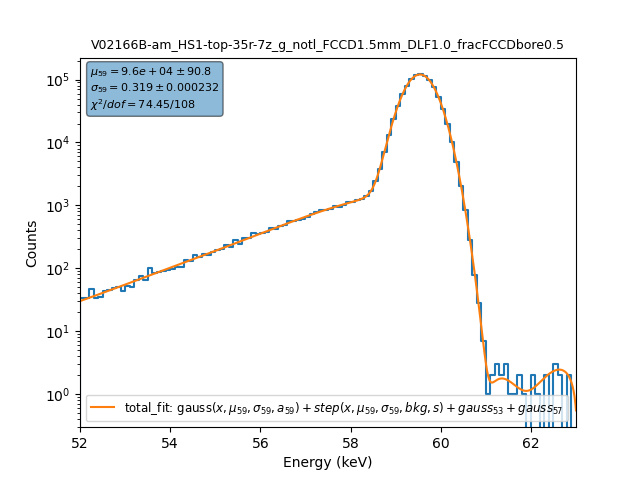 V02166B-am_HS1-top-35r-7z_g_notl_FCCD1.5mm_DLF1.0_fracFCCDbore0.5
μ₅₉ = 9.6e + 04 ± 90.8
σ₅₉ = 0.319 ± 0.000232
χ²/dof = 74.45/108
Counts
10⁵
10⁴
10³
10²
10¹
10⁰
total_fit: gauss(x, μ₅₉, σ₅₉, a₅₉) + step(x, μ₅₉, σ₅₉, bkg, s) + gauss₅₃ + gauss₅₇
52 54 56 58 60 62
Energy (keV)